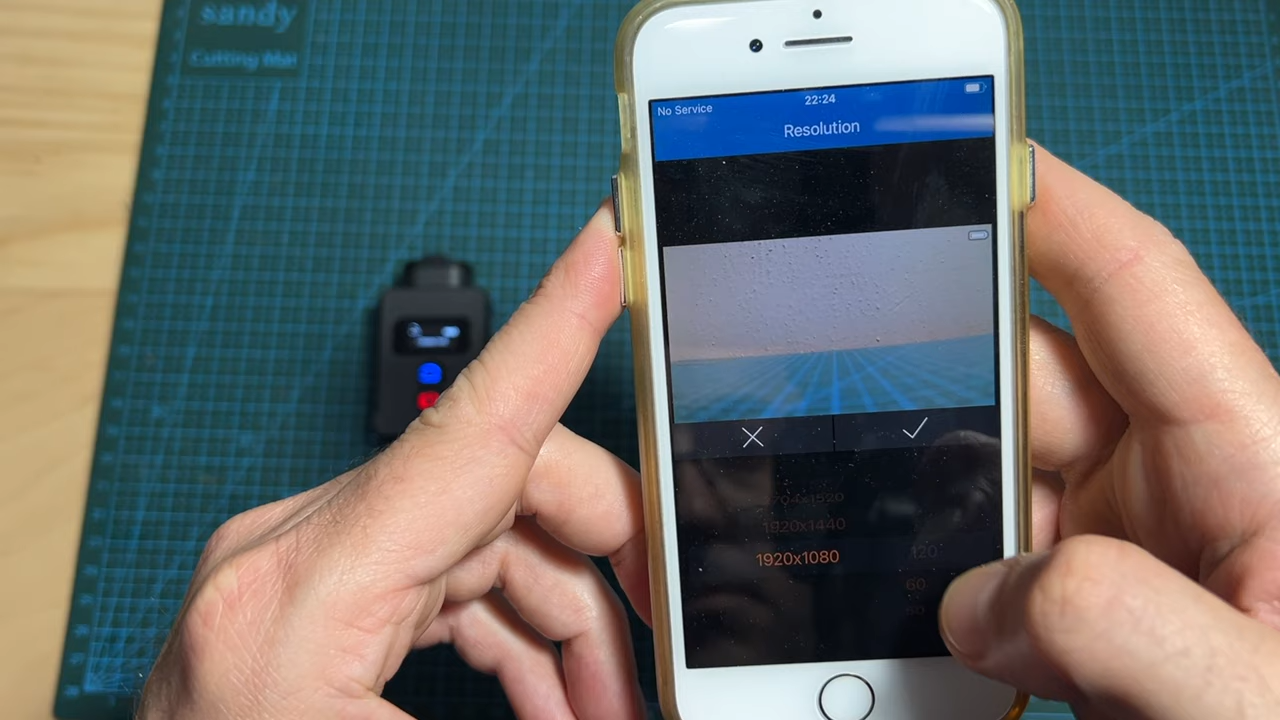 sandy
Cutting Mat
No Service
22:24
Resolution
1920x1440
1920x1080
120
60